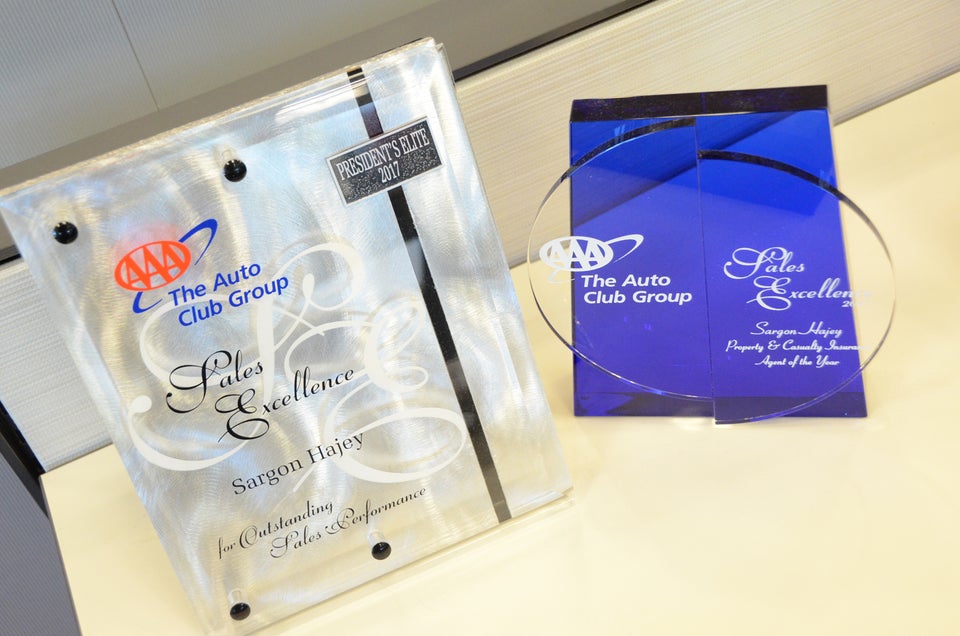 PRESIDENT'S ELITE
2017
AAA
The Auto
Club Group
Sales
Excellence
Sargon Hajey
for Outstanding
Sales Performance
AAA
The Auto
Club Group
Sales
Excellen
Sargon Hajey
Property & Casualty Insura
Agent of the Year